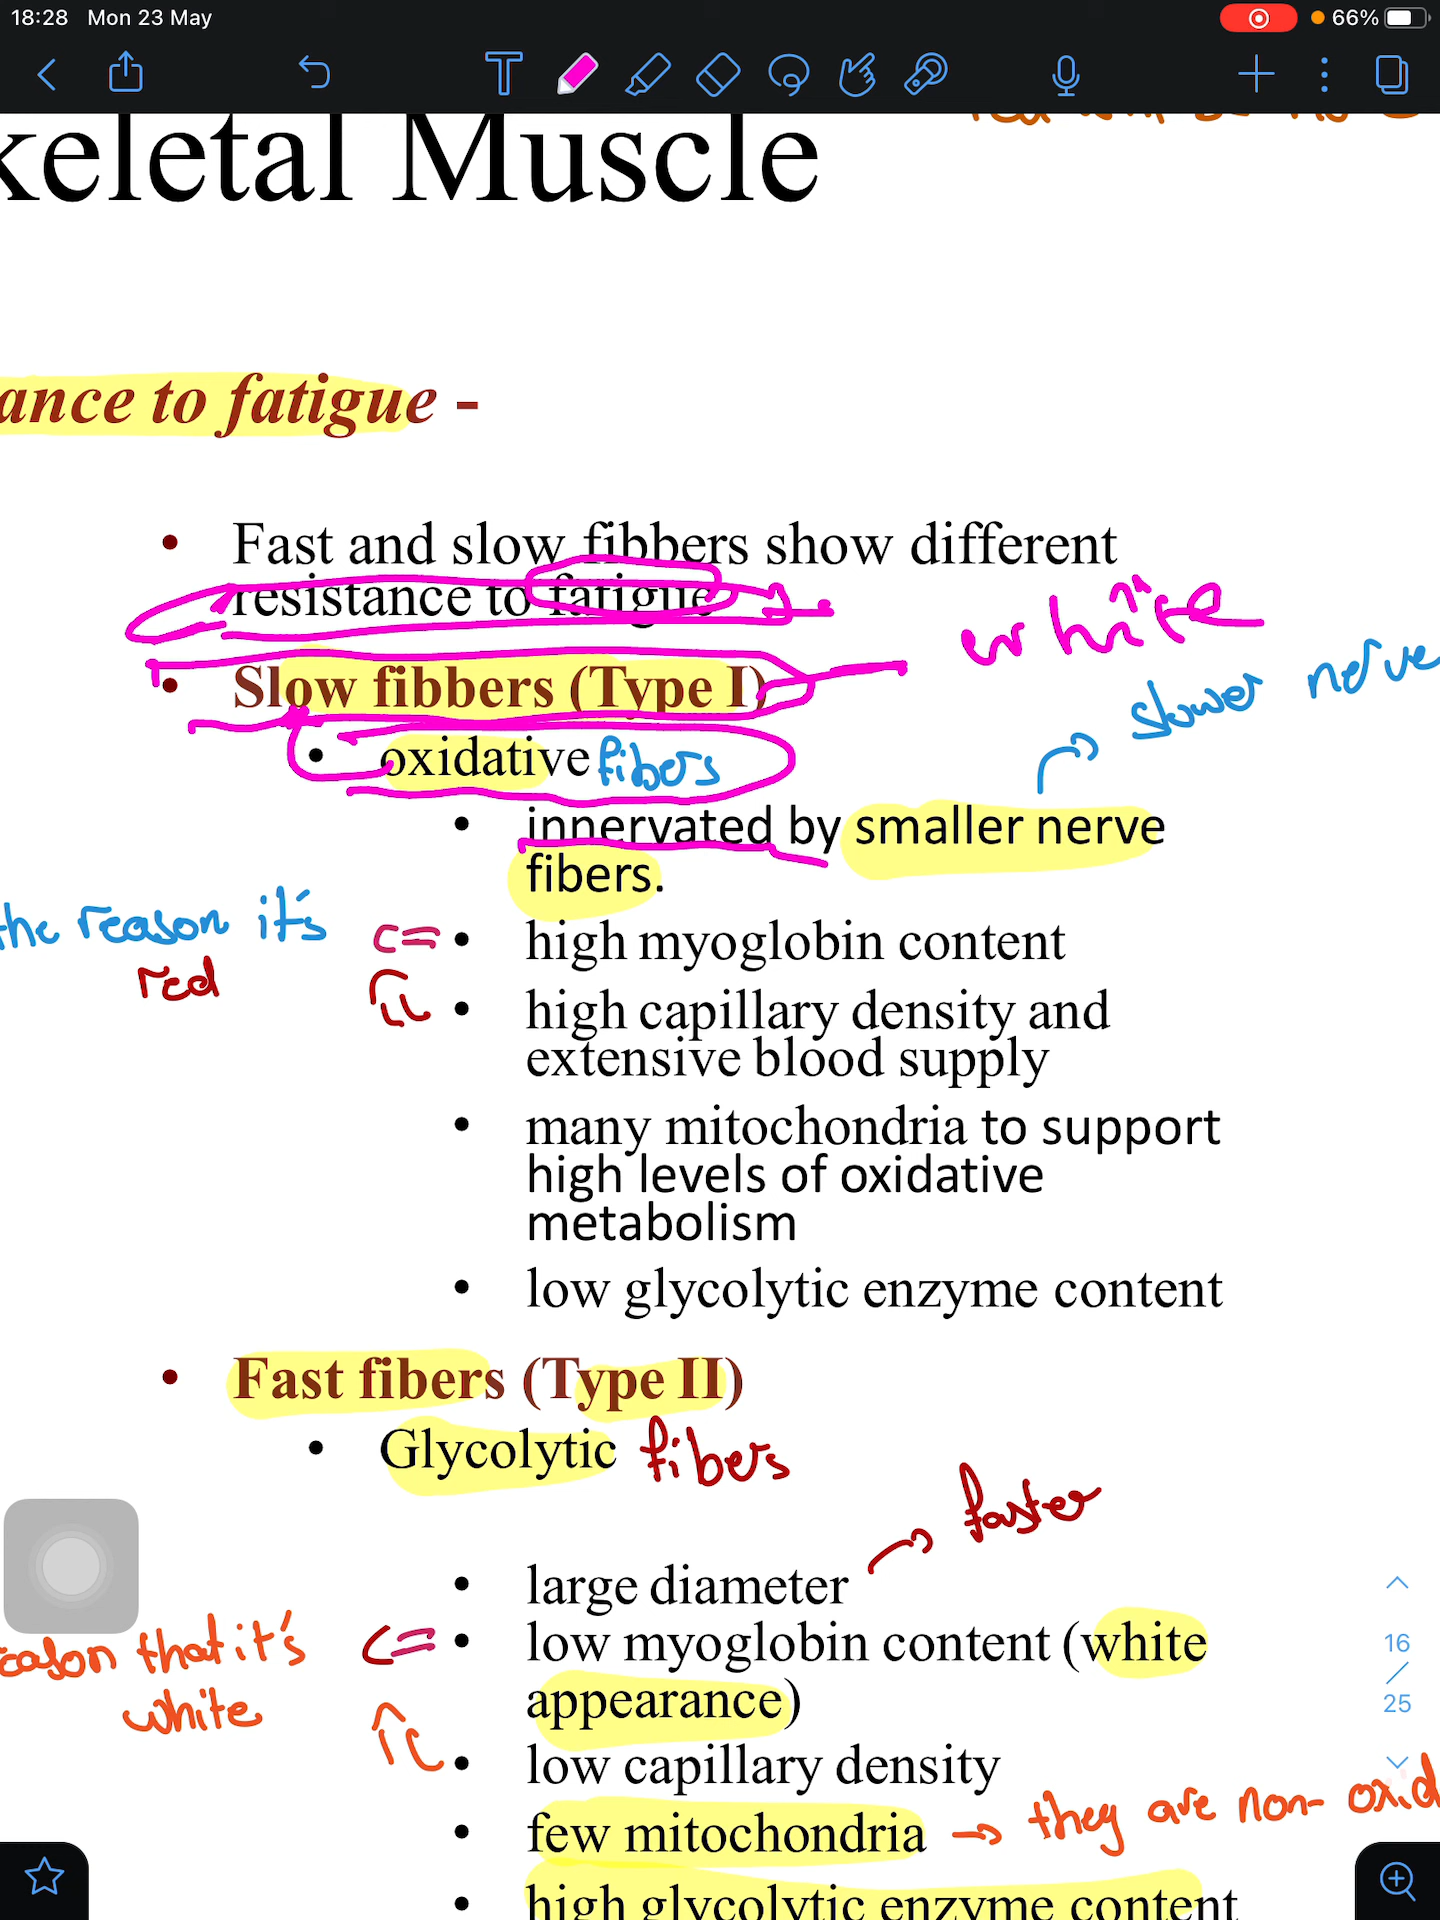 18:28 Mon 23 May
66%
keletal Muscle
ance to fatigue -
• Fast and slow fibbers show different
resistance to fatigue
white
• Slow fibbers (Type I)
slower nerve
• oxidative fibers
• innervated by smaller nerve
fibers.
the reason it's
red
• high myoglobin content
• high capillary density and
extensive blood supply
• many mitochondria to support
high levels of oxidative
metabolism
• low glycolytic enzyme content
• Fast fibers (Type II)
• Glycolytic fibers
faster
• large diameter
eason that it's
white
• low myoglobin content (white
appearance)
16
/
25
• low capillary density
• few mitochondria → they are non-oxid
• high glycolytic enzyme content